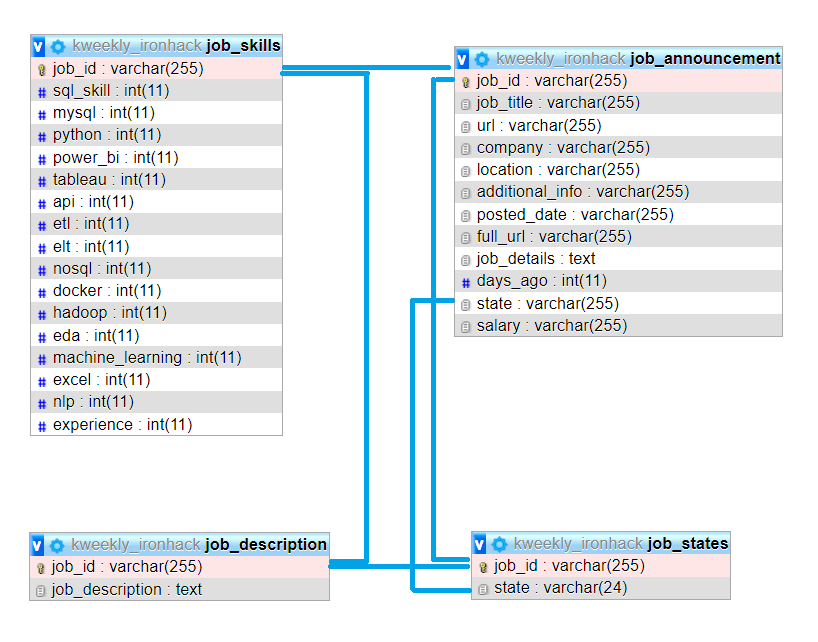 kweekly_ironhack job_skills
job_id : varchar(255)
sql_skill : int(11)
mysql : int(11)
python : int(11)
power_bi : int(11)
tableau : int(11)
api : int(11)
etl : int(11)
elt : int(11)
nosql : int(11)
docker : int(11)
hadoop : int(11)
eda : int(11)
machine_learning : int(11)
excel : int(11)
nlp : int(11)
experience : int(11)
kweekly_ironhack job_announcement
job_id : varchar(255)
job_title : varchar(255)
url : varchar(255)
company : varchar(255)
location : varchar(255)
additional_info : varchar(255)
posted_date : varchar(255)
full_url : varchar(255)
job_details : text
days_ago : int(11)
state : varchar(255)
salary : varchar(255)
kweekly_ironhack job_description
job_id : varchar(255)
job_description : text
kweekly_ironhack job_states
job_id : varchar(255)
state : varchar(24)